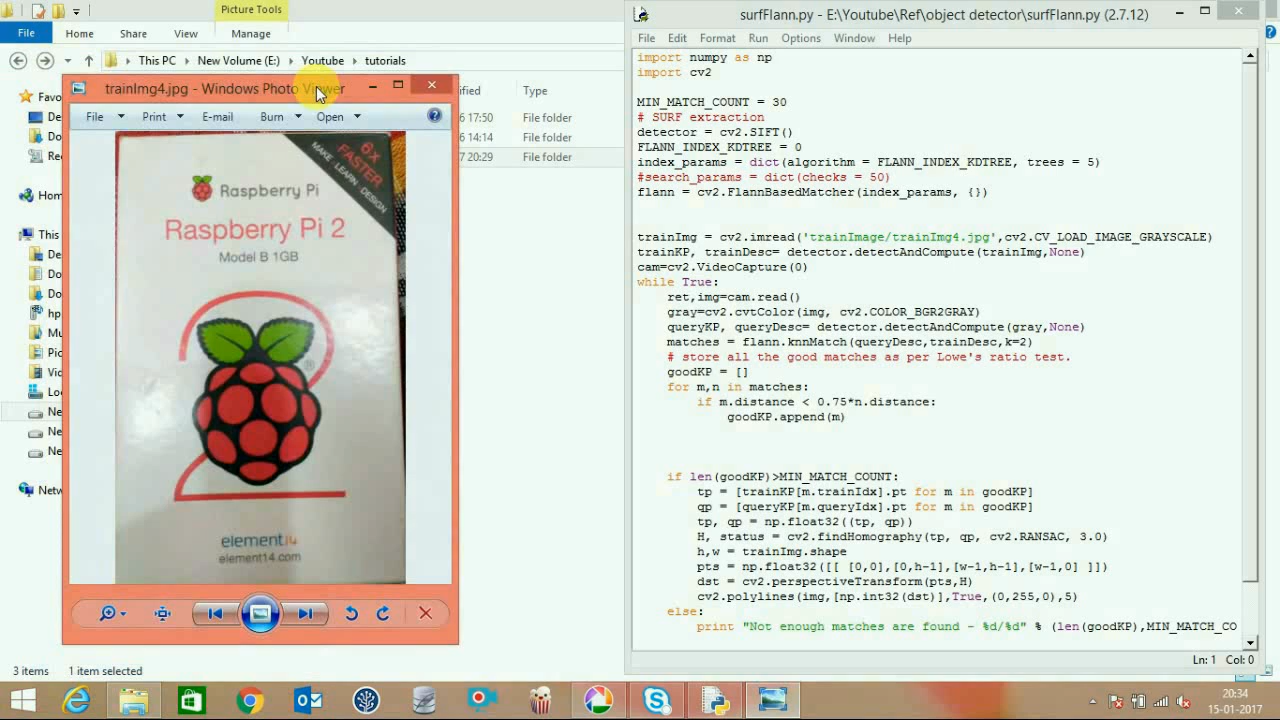 Picture Tools
File
Home
Share
View
Manage
This PC
New Volume (E:)
Youtube
tutorials
Type
17:50
File folder
14:14
File folder
20:29
File folder
trainImg4.jpg - Windows Photo Viewer
File
Print
E-mail
Burn
Open
6X
FASTER
MAKE · LEARN · DESIGN
Raspberry Pi
Raspberry Pi 2
Model B 1GB
2
element14
element14.com
This
3 items
1 item selected
surfFlann.py - E:\Youtube\Ref\object detector\surfFlann.py (2.7.12)
File Edit Format Run Options Window Help
import numpy as np
import cv2
MIN_MATCH_COUNT = 30
# SURF extraction
detector = cv2.SIFT()
FLANN_INDEX_KDTREE = 0
index_params = dict(algorithm = FLANN_INDEX_KDTREE, trees = 5)
#search_params = dict(checks = 50)
flann = cv2.FlannBasedMatcher(index_params, {})
trainImg = cv2.imread('trainImage/trainImg4.jpg',cv2.CV_LOAD_IMAGE_GRAYSCALE)
trainKP, trainDesc= detector.detectAndCompute(trainImg,None)
cam=cv2.VideoCapture(0)
while True:
ret,img=cam.read()
gray=cv2.cvtColor(img, cv2.COLOR_BGR2GRAY)
queryKP, queryDesc= detector.detectAndCompute(gray,None)
matches = flann.knnMatch(queryDesc,trainDesc,k=2)
# store all the good matches as per Lowe's ratio test.
goodKP = []
for m,n in matches:
if m.distance < 0.75*n.distance:
goodKP.append(m)
if len(goodKP)>MIN_MATCH_COUNT:
tp = [trainKP[m.trainIdx].pt for m in goodKP]
qp = [queryKP[m.queryIdx].pt for m in goodKP]
tp, qp = np.float32((tp, qp))
H, status = cv2.findHomography(tp, qp, cv2.RANSAC, 3.0)
h,w = trainImg.shape
pts = np.float32([[ [0,0],[0,h-1],[w-1,h-1],[w-1,0] ]])
dst = cv2.perspectiveTransform(pts,H)
cv2.polylines(img,[np.int32(dst)],True,(0,255,0),5)
else:
print "Not enough matches are found - %d/%d" % (len(goodKP),MIN_MATCH_CO
Ln: 1 Col: 0
20:34
15-01-2017